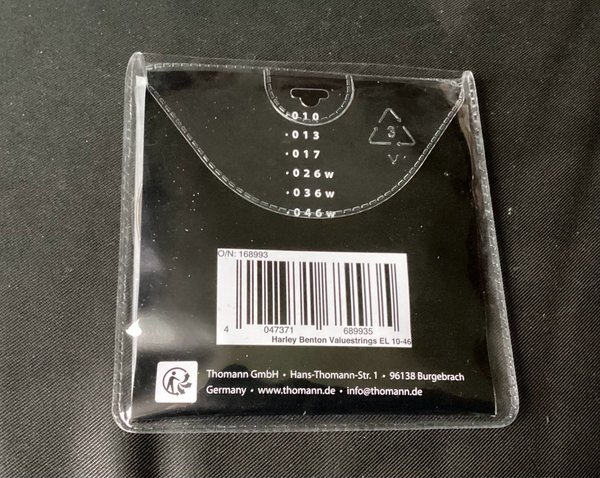 ·010
·013
·017
·026w
·036w
·046w
3
V
O/N: 168993
4 047371 689935
Harley Benton Valuestrings EL 10-46
Thomann GmbH • Hans-Thomann-Str. 1 • 96138 Burgebrach
Germany • www.thomann.de • info@thomann.de